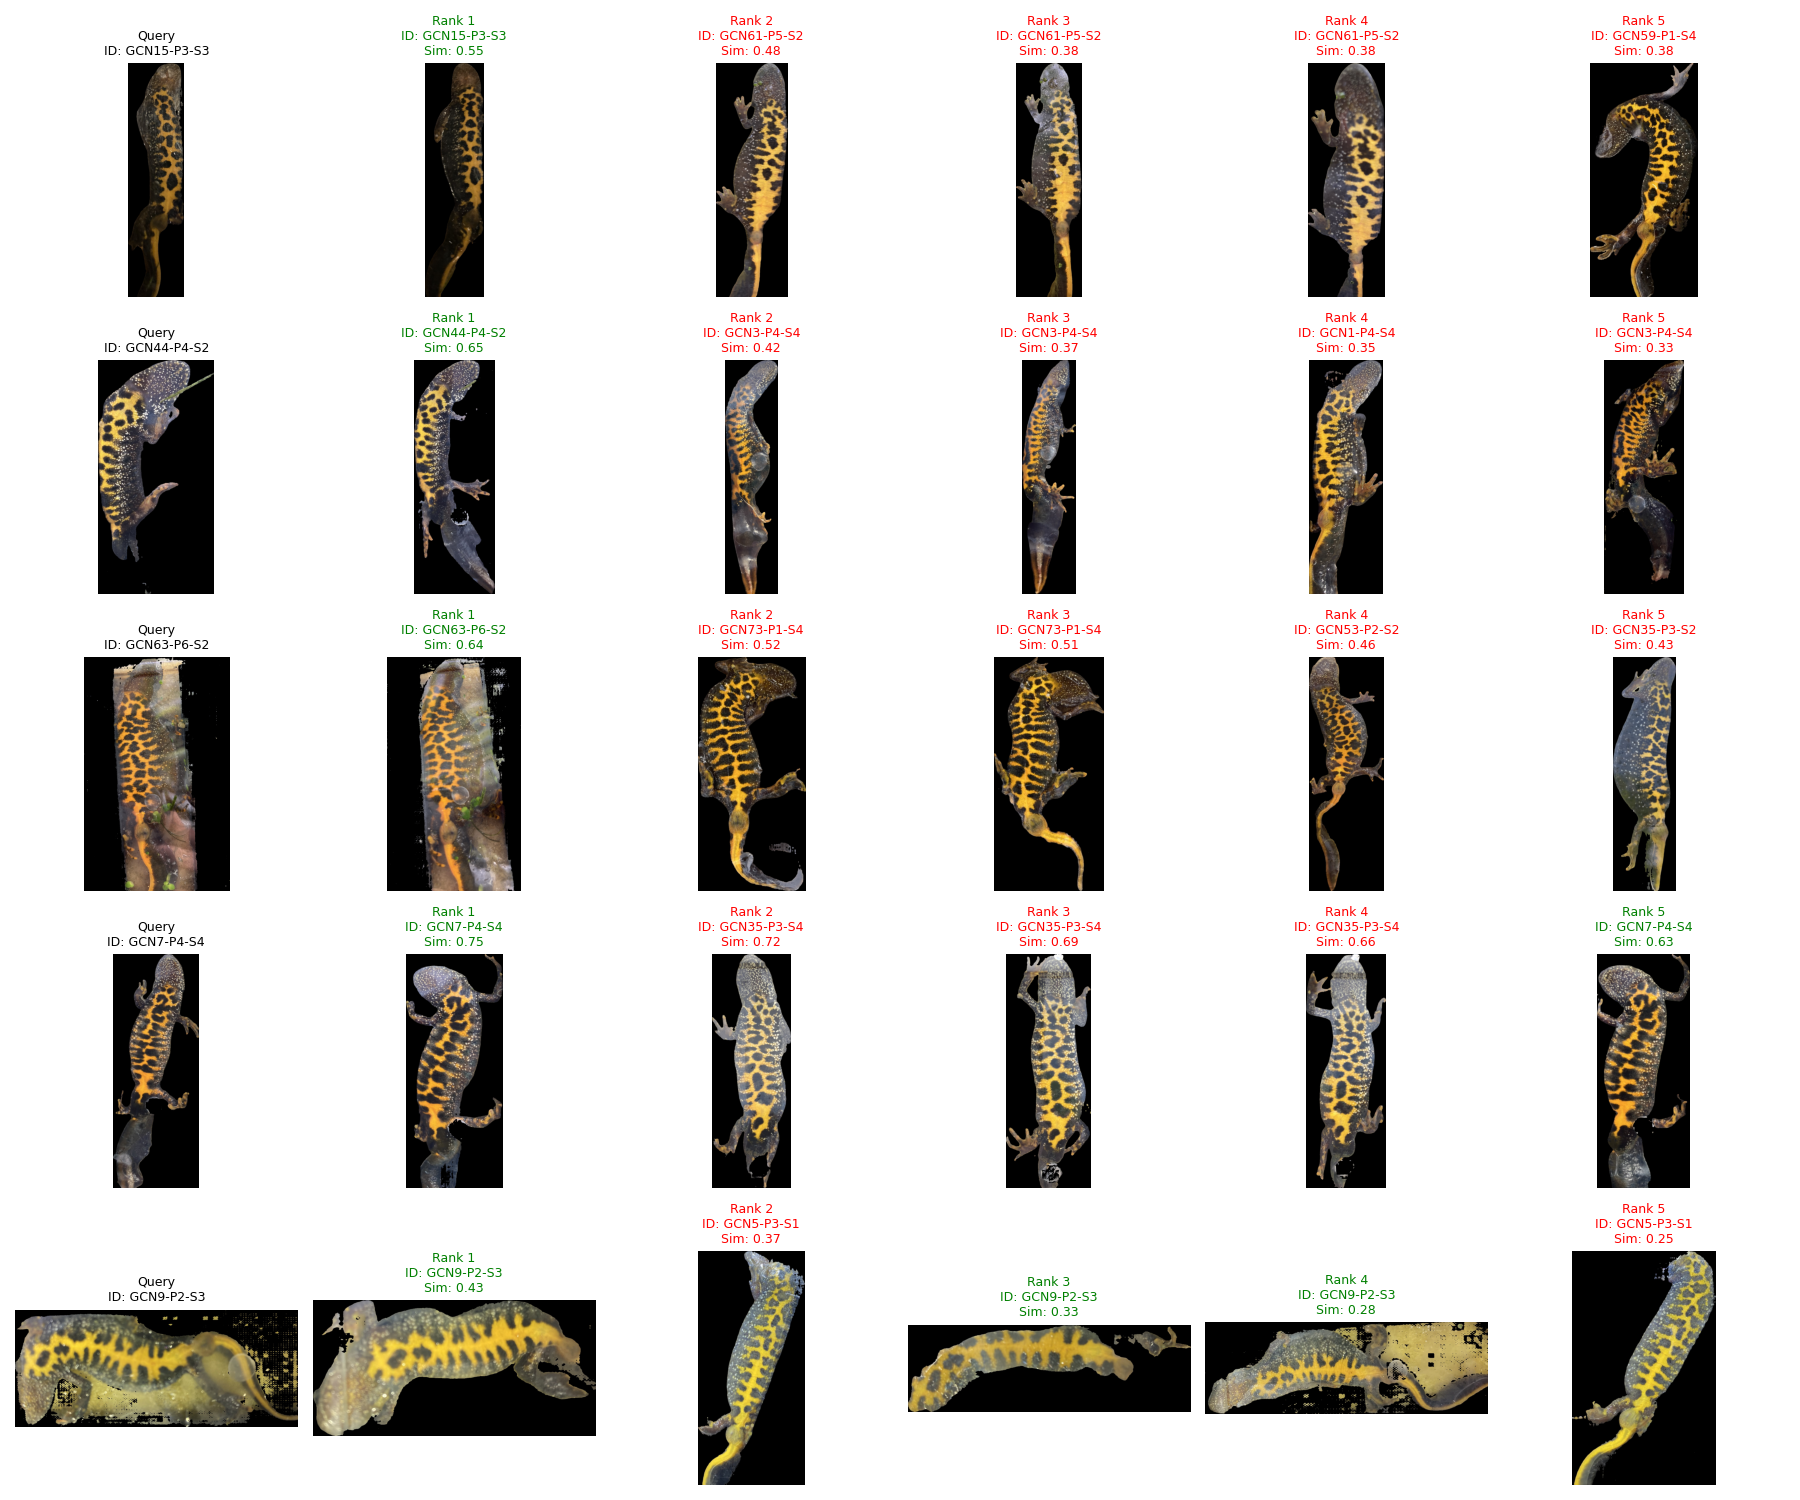 Query
ID: GCN15-P3-S3
Rank 1
ID: GCN15-P3-S3
Sim: 0.55
Rank 2
ID: GCN61-P5-S2
Sim: 0.48
Rank 3
ID: GCN61-P5-S2
Sim: 0.38
Rank 4
ID: GCN61-P5-S2
Sim: 0.38
Rank 5
ID: GCN59-P1-S4
Sim: 0.38
Query
ID: GCN44-P4-S2
Rank 1
ID: GCN44-P4-S2
Sim: 0.65
Rank 2
ID: GCN3-P4-S4
Sim: 0.42
Rank 3
ID: GCN3-P4-S4
Sim: 0.37
Rank 4
ID: GCN1-P4-S4
Sim: 0.35
Rank 5
ID: GCN3-P4-S4
Sim: 0.33
Query
ID: GCN63-P6-S2
Rank 1
ID: GCN63-P6-S2
Sim: 0.64
Rank 2
ID: GCN73-P1-S4
Sim: 0.52
Rank 3
ID: GCN73-P1-S4
Sim: 0.51
Rank 4
ID: GCN53-P2-S2
Sim: 0.46
Rank 5
ID: GCN35-P3-S2
Sim: 0.43
Query
ID: GCN7-P4-S4
Rank 1
ID: GCN7-P4-S4
Sim: 0.75
Rank 2
ID: GCN35-P3-S4
Sim: 0.72
Rank 3
ID: GCN35-P3-S4
Sim: 0.69
Rank 4
ID: GCN35-P3-S4
Sim: 0.66
Rank 5
ID: GCN7-P4-S4
Sim: 0.63
Query
ID: GCN9-P2-S3
Rank 1
ID: GCN9-P2-S3
Sim: 0.43
Rank 2
ID: GCN5-P3-S1
Sim: 0.37
Rank 3
ID: GCN9-P2-S3
Sim: 0.33
Rank 4
ID: GCN9-P2-S3
Sim: 0.28
Rank 5
ID: GCN5-P3-S1
Sim: 0.25